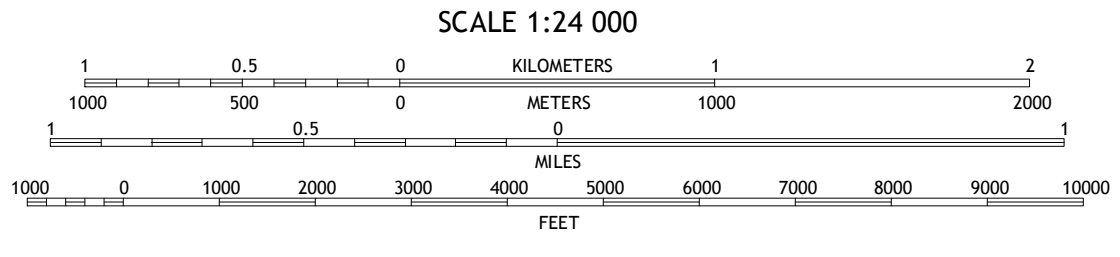 SCALE 1:24 000
1 0.5 0 KILOMETERS 1 2
1000 500 0 METERS 1000 2000
1 0.5 0 1
MILES
1000 0 1000 2000 3000 4000 5000 6000 7000 8000 9000 10000
FEET